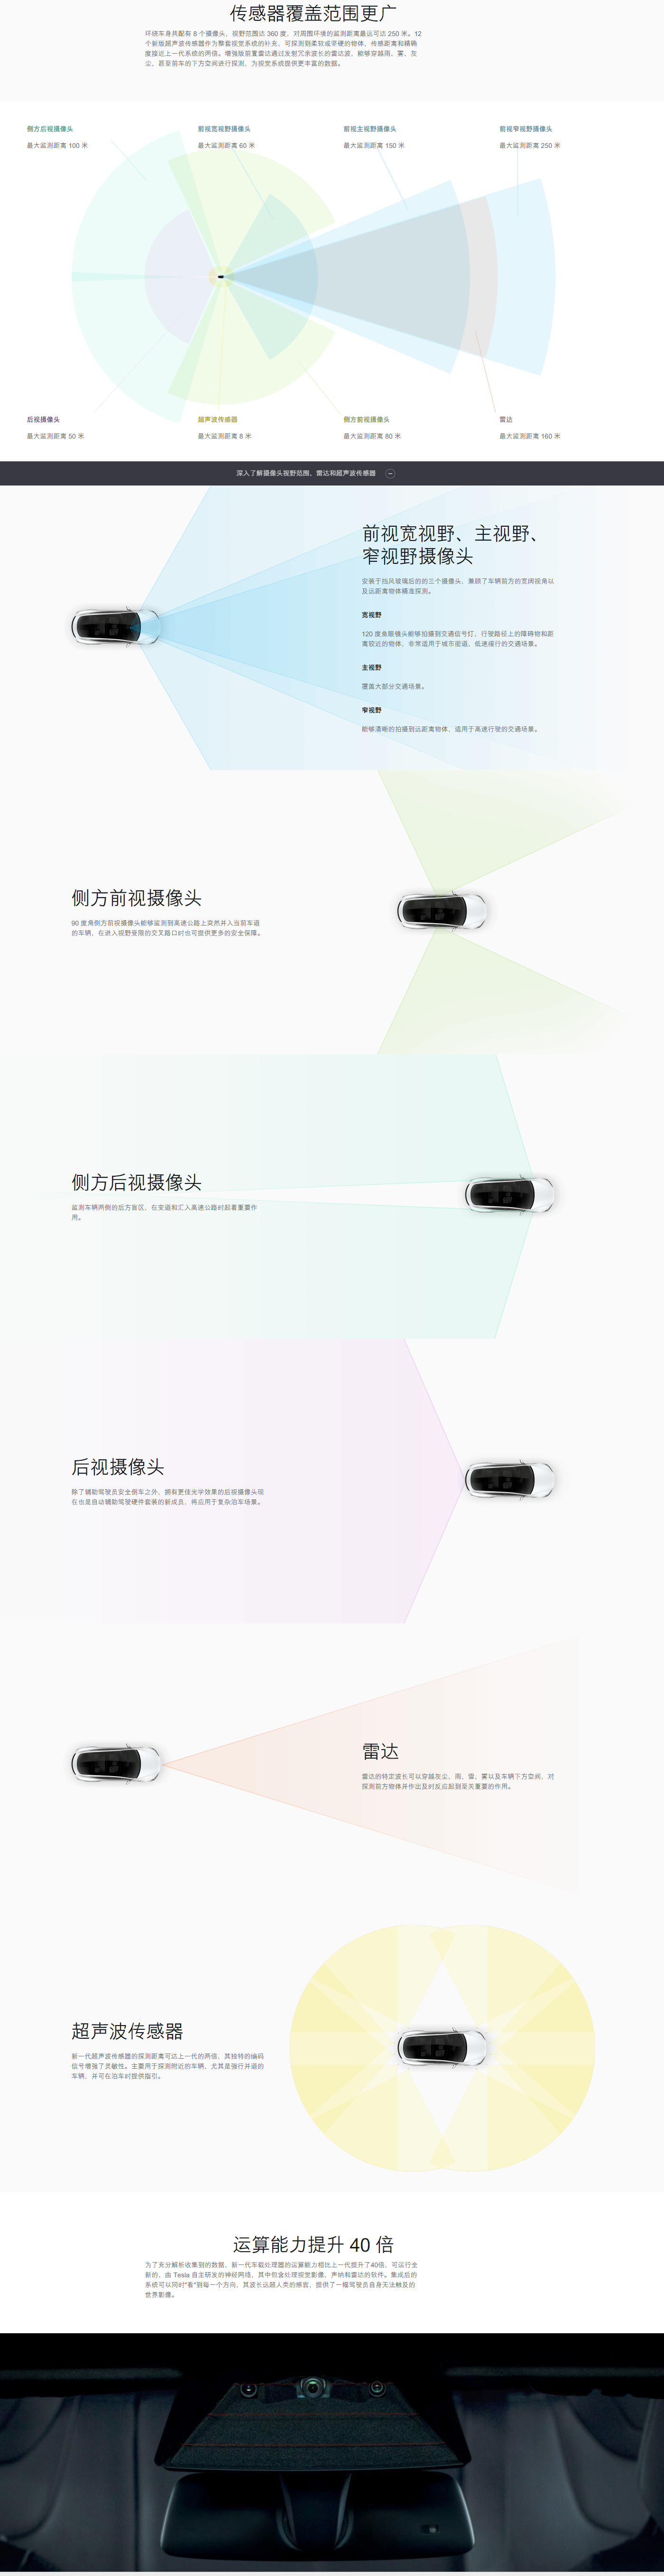 传感器覆盖范围更广
环绕车身共配有 8 个摄像头，视野范围达 360 度，对周围环境的监测距离最远可达 250 米。12
个新版超声波传感器作为整套视觉系统的补充，可探测到柔软或坚硬的物体，传感距离和精确
度接近上一代系统的两倍。增强版前置雷达通过发射冗余波长的雷达波，能够穿越雨、雾、灰
尘，甚至前车的下方空间进行探测，为视觉系统提供更丰富的数据。
侧方后视摄像头
前视宽视野摄像头
前视主视野摄像头
前视窄视野摄像头
最大监测距离 100 米
最大监测距离 60 米
最大监测距离 150 米
最大监测距离 250 米
后视摄像头
超声波传感器
侧方前视摄像头
雷达
最大监测距离 50 米
最大监测距离 8 米
最大监测距离 80 米
最大监测距离 160 米
深入了解摄像头视野范围、雷达和超声波传感器
前视宽视野、主视野、
窄视野摄像头
安装于挡风玻璃后的的三个摄像头，兼顾了车辆前方的宽阔视角以
及远距离物体精准探测。
宽视野
120 度鱼眼镜头能够拍摄到交通信号灯、行驶路径上的障碍物和距
离较近的物体，非常适用于城市街道、低速缓行的交通场景。
主视野
覆盖大部分交通场景。
窄视野
能够清晰的拍摄到远距离物体，适用于高速行驶的交通场景。
侧方前视摄像头
90 度角侧方前视摄像头能够监测到高速公路上突然并入当前车道
的车辆，在进入视野受限的交叉路口时也可提供更多的安全保障。
侧方后视摄像头
监测车辆两侧的后方盲区，在变道和汇入高速公路时起着重要作
用。
后视摄像头
除了辅助驾驶员安全倒车之外，拥有更佳光学效果的后视摄像头现
在也是自动辅助驾驶硬件套装的新成员，将应用于复杂泊车场景。
雷达
雷达的特定波长可以穿越灰尘、雨、雪、雾以及车辆下方空间，对
探测前方物体并作出及时反应起到至关重要的作用。
超声波传感器
新一代超声波传感器的探测距离可达上一代的两倍，其独特的编码
信号增强了灵敏性。主要用于探测附近的车辆，尤其是强行并道的
车辆，并可在泊车时提供指引。
运算能力提升 40 倍
为了充分解析收集到的数据，新一代车载处理器的运算能力相比上一代提升了40倍，可运行全
新的、由 Tesla 自主研发的神经网络，其中包含处理视觉影像、声呐和雷达的软件。集成后的
系统可以同时"看"到每一个方向，其波长远超人类的感官，提供了一幅驾驶员自身无法触及的
世界影像。